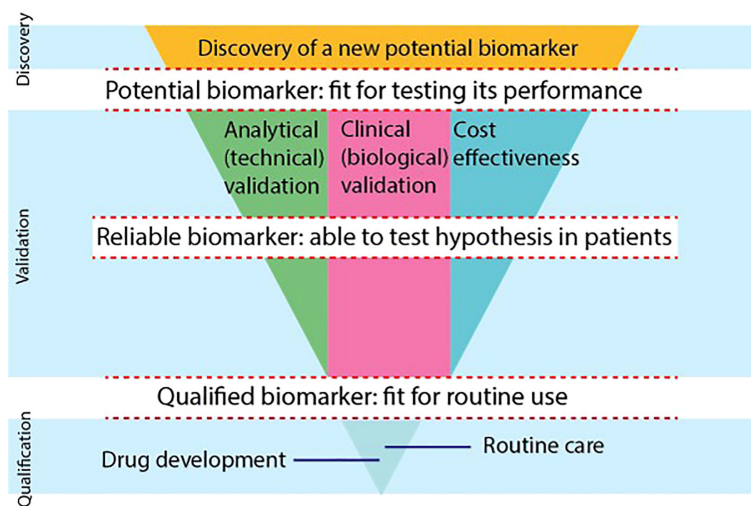 Discovery
Discovery of a new potential biomarker
Potential biomarker: fit for testing its performance
Validation
Analytical
(technical)
validation
Clinical
(biological)
validation
Cost
effectiveness
Reliable biomarker: able to test hypothesis in patients
Qualified biomarker: fit for routine use
Qualification
Routine care
Drug development